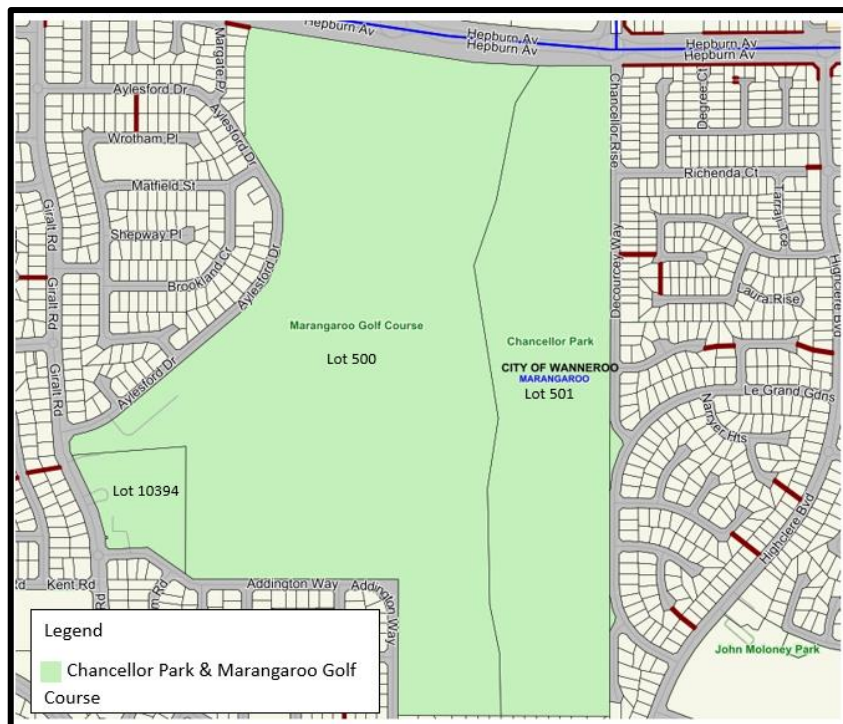 Hepburn Av
Hepburn Av
Hepburn Av
Hepburn Av
Hepburn Av
Margate Pl
Aylesford Dr
Aylesford Dr
Wrotham Pl
Matfield St
Shepway Pl
Brookland Cr
Aylesford Dr
Aylesford Dr
Giralt Rd
Giralt Rd
Giralt Rd
Giralt Rd
Chancellor Rise
Degree Ct
Richenda Ct
Tarraji Tce
Decourcey Way
Laura Rise
Highclere Blvd
Marangaroo Golf Course
Lot 500
Chancellor Park
CITY OF WANNEROO
MARANGAROO
Lot 501
Le Grand Gdns
Narryer Hts
Highclere Blvd
Lot 10394
Kent Rd
Addington Way
Addington Way
John Moloney Park
Legend
Chancellor Park & Marangaroo Golf
Course